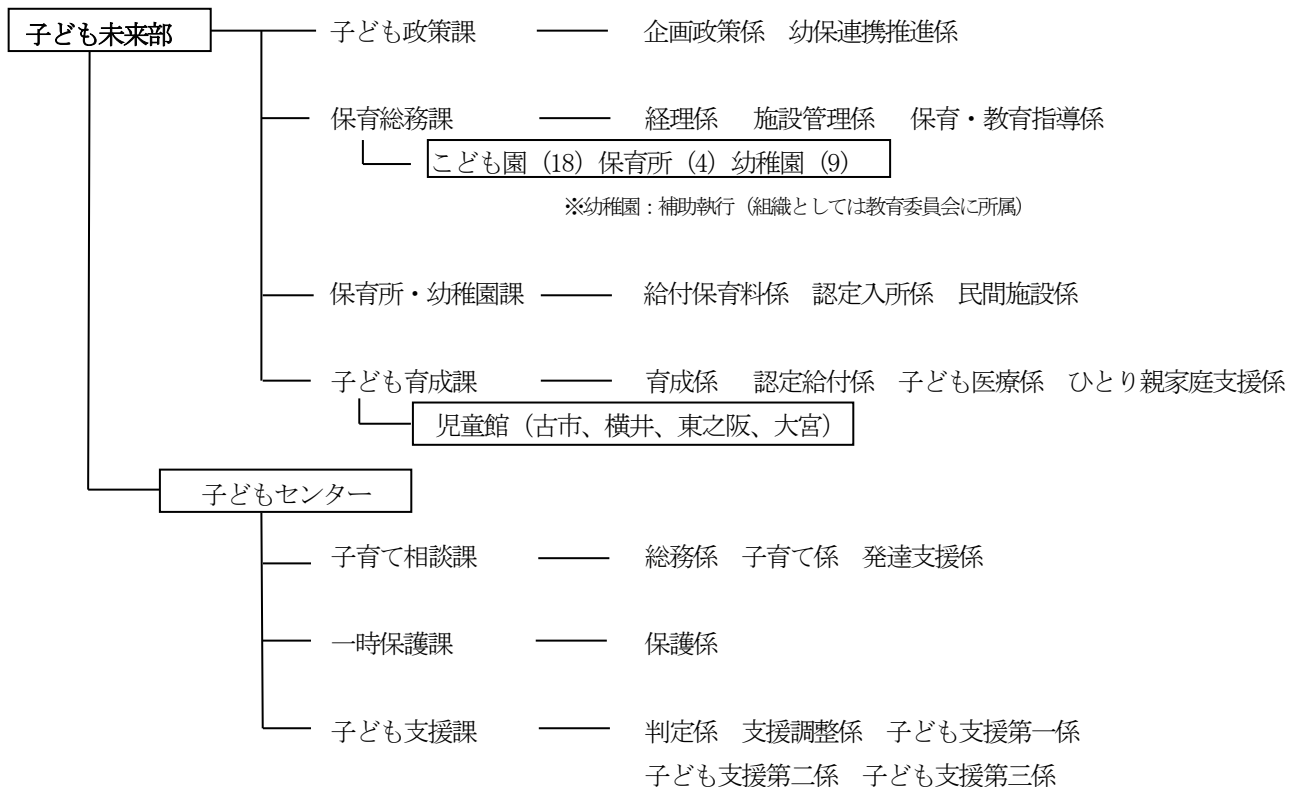 子ども未来部 子ども政策課 企画政策係 幼保連携推進係
保育総務課 経理係 施設管理係 保育・教育指導係
こども園（18）保育所（4）幼稚園（9）
※幼稚園：補助執行（組織としては教育委員会に所属）
保育所・幼稚園課 給付保育料係 認定入所係 民間施設係
子ども育成課 育成係 認定給付係 子ども医療係 ひとり親家庭支援係
児童館（古市、横井、東之阪、大宮）
子どもセンター
子育て相談課 総務係 子育て係 発達支援係
一時保護課 保護係
子ども支援課 判定係 支援調整係 子ども支援第一係
子ども支援第二係 子ども支援第三係